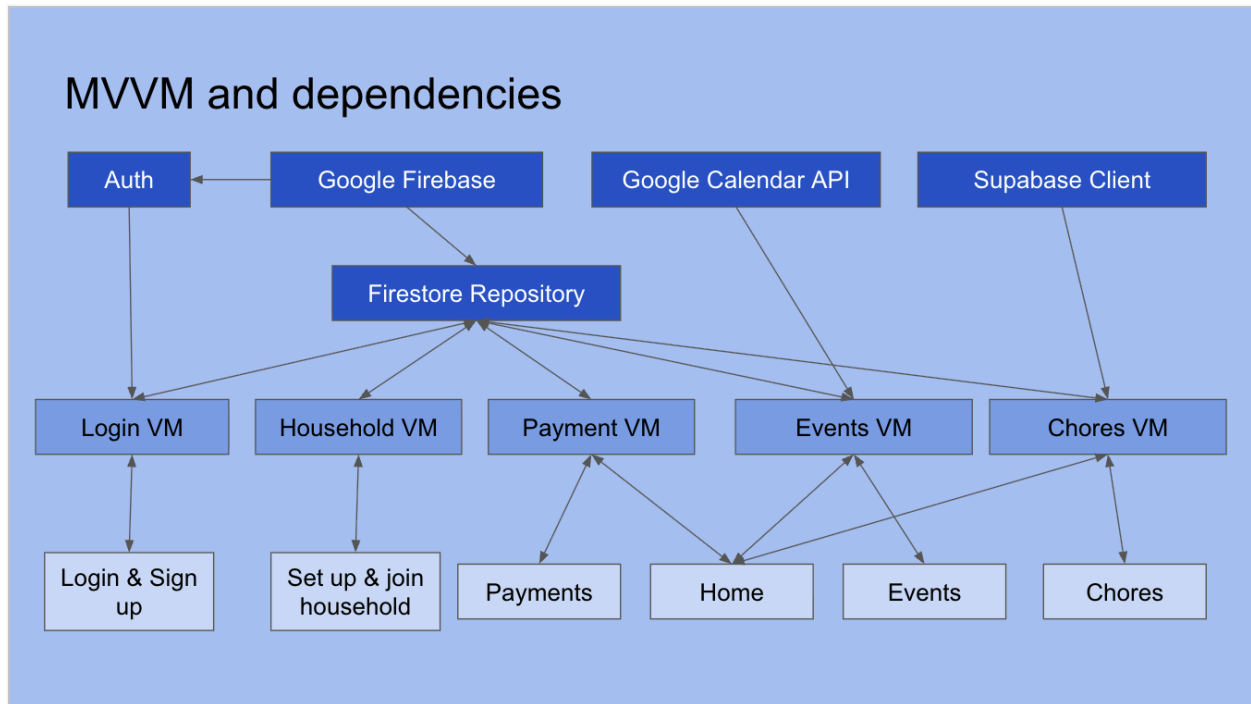 MVVM and dependencies
Auth
Google Firebase
Google Calendar API
Supabase Client
Firestore Repository
Login VM
Household VM
Payment VM
Events VM
Chores VM
Login & Sign
up
Set up & join
household
Payments
Home
Events
Chores